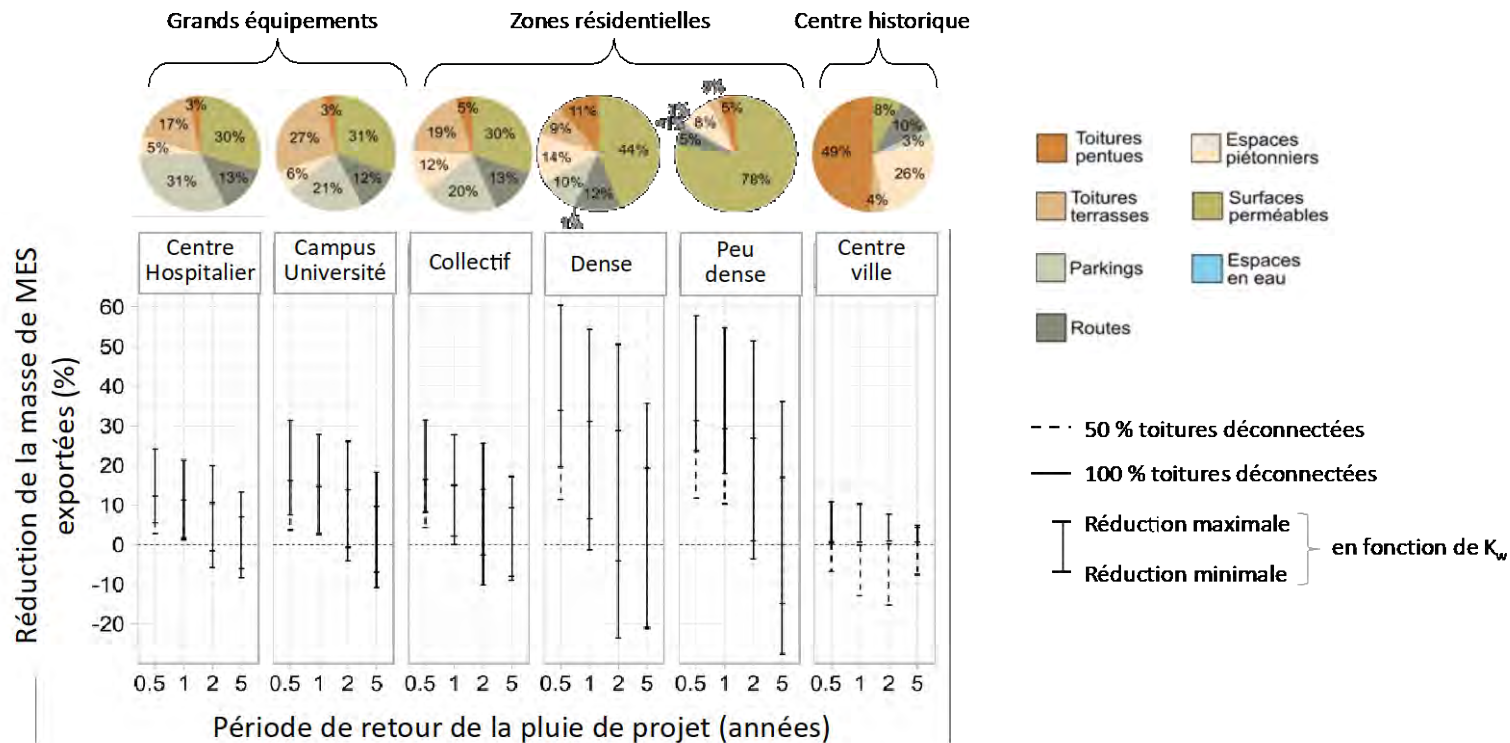 Grands équipements
Zones résidentielles
Centre historique
3%
17%
30%
5%
31%
13%
3%
27%
31%
6%
21%
12%
5%
19%
30%
12%
20%
13%
11%
9%
44%
14%
10%
12%
5%
8%
5%
78%
8%
10%
3%
49%
26%
4%
Toitures
pentues
Espaces
piétonniers
Toitures
terrasses
Surfaces
perméables
Parkings
Espaces
en eau
Routes
Centre
Hospitalier
Campus
Université
Collectif
Dense
Peu
dense
Centre
ville
Réduction de la masse de MES
exportées (%)
60
50
40
30
20
10
0
-10
-20
0.5 1 2 5
0.5 1 2 5
0.5 1 2 5
0.5 1 2 5
0.5 1 2 5
0.5 1 2 5
Période de retour de la pluie de projet (années)
50 % toitures déconnectées
100 % toitures déconnectées
Réduction maximale
en fonction de Kw
Réduction minimale